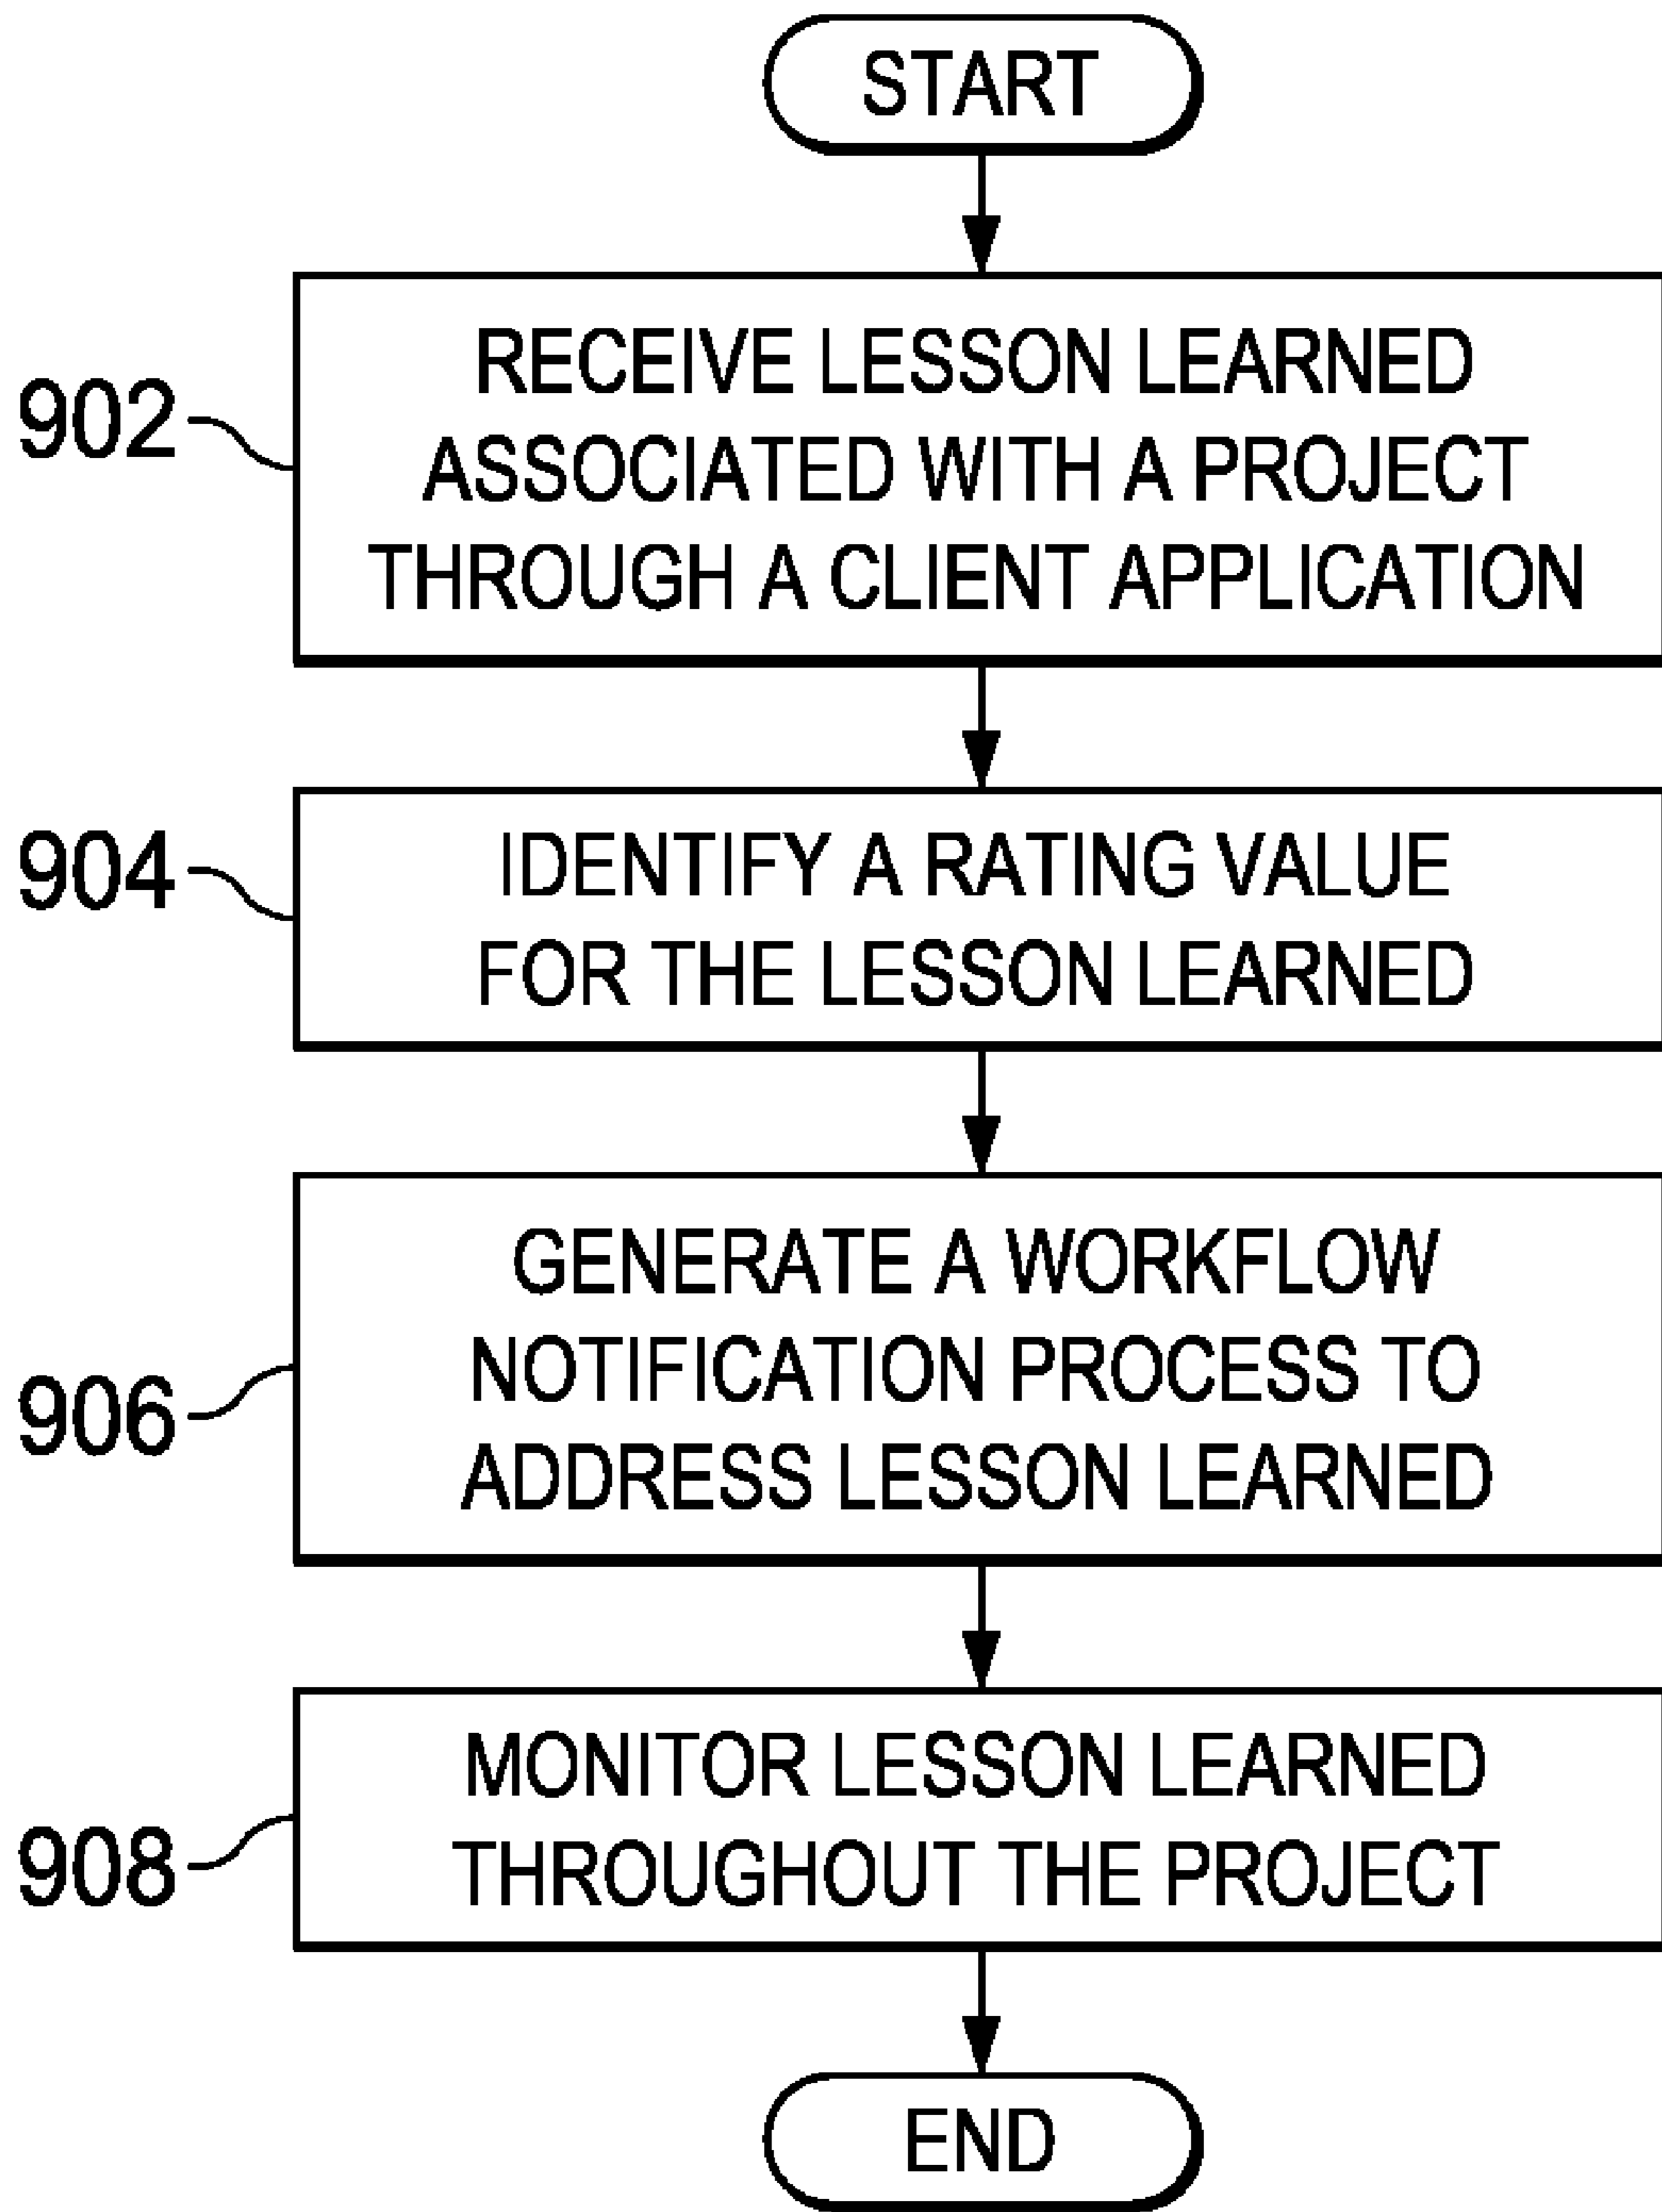 START
902
RECEIVE LESSON LEARNED
ASSOCIATED WITH A PROJECT
THROUGH A CLIENT APPLICATION
904
IDENTIFY A RATING VALUE
FOR THE LESSON LEARNED
906
GENERATE A WORKFLOW
NOTIFICATION PROCESS TO
ADDRESS LESSON LEARNED
908
MONITOR LESSON LEARNED
THROUGHOUT THE PROJECT
END